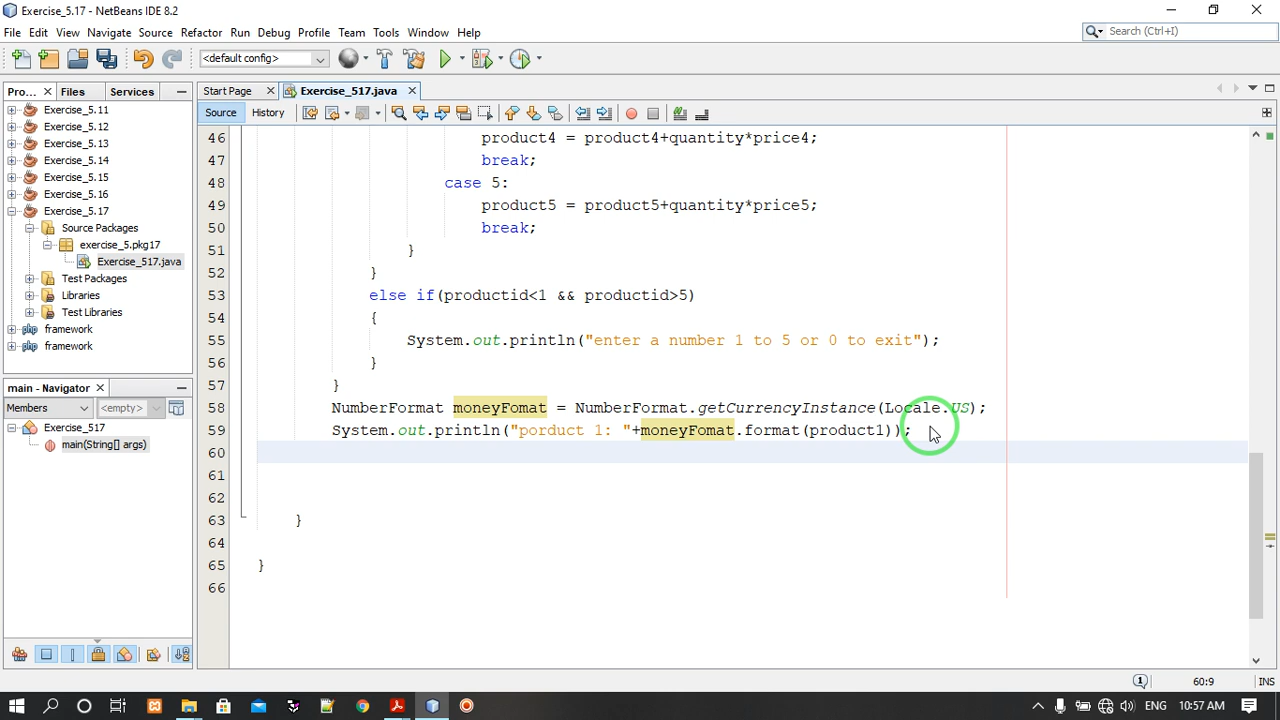 Exercise_5.17 - NetBeans IDE 8.2
File Edit View Navigate Source Refactor Run Debug Profile Team Tools Window Help
Search (Ctrl+I)
<default config>
Pro... Files Services
Start Page Exercise_517.java
Source History
Exercise_5.11
Exercise_5.12
Exercise_5.13
Exercise_5.14
Exercise_5.15
Exercise_5.16
Exercise_5.17
Source Packages
exercise_5.pkg17
Exercise_517.java
Test Packages
Libraries
Test Libraries
framework
framework
main - Navigator
Members <empty>
Exercise_517
main(String[] args)
46 product4 = product4+quantity*price4;
47 break;
48 case 5:
49 product5 = product5+quantity*price5;
50 break;
51 }
52 }
53 else if(productid<1 && productid>5)
54 {
55 System.out.println("enter a number 1 to 5 or 0 to exit");
56 }
57 }
58 NumberFormat moneyFomat = NumberFormat.getCurrencyInstance(Locale.US);
59 System.out.println("porduct 1: "+moneyFomat.format(product1));
60
61
62
63 }
64
65 }
66
60:9 INS
ENG 10:57 AM